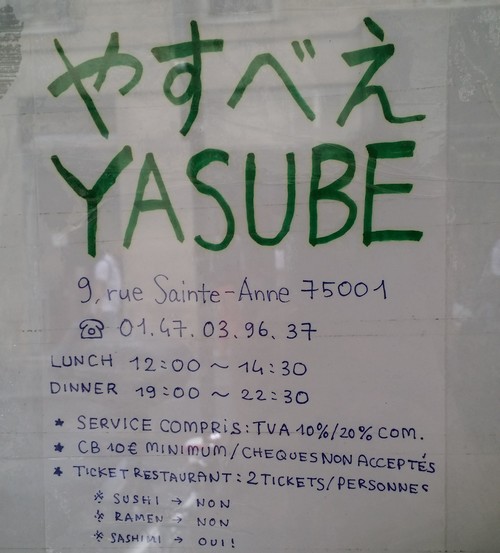 やすべえ
YASUBE
9, rue Sainte-Anne 75001
☎ 01.47.03.96.37
LUNCH 12:00 ~ 14:30
DINNER 19:00 ~ 22:30
* SERVICE COMPRIS: TVA 10%/20% COM.
* CB 10€ MINIMUM/CHEQUES NON ACCEPTÉS
* TICKET RESTAURANT: 2 TICKETS/PERSONNES
※ SUSHI → NON
※ RAMEN → NON
※ SASHIMI → OUI!